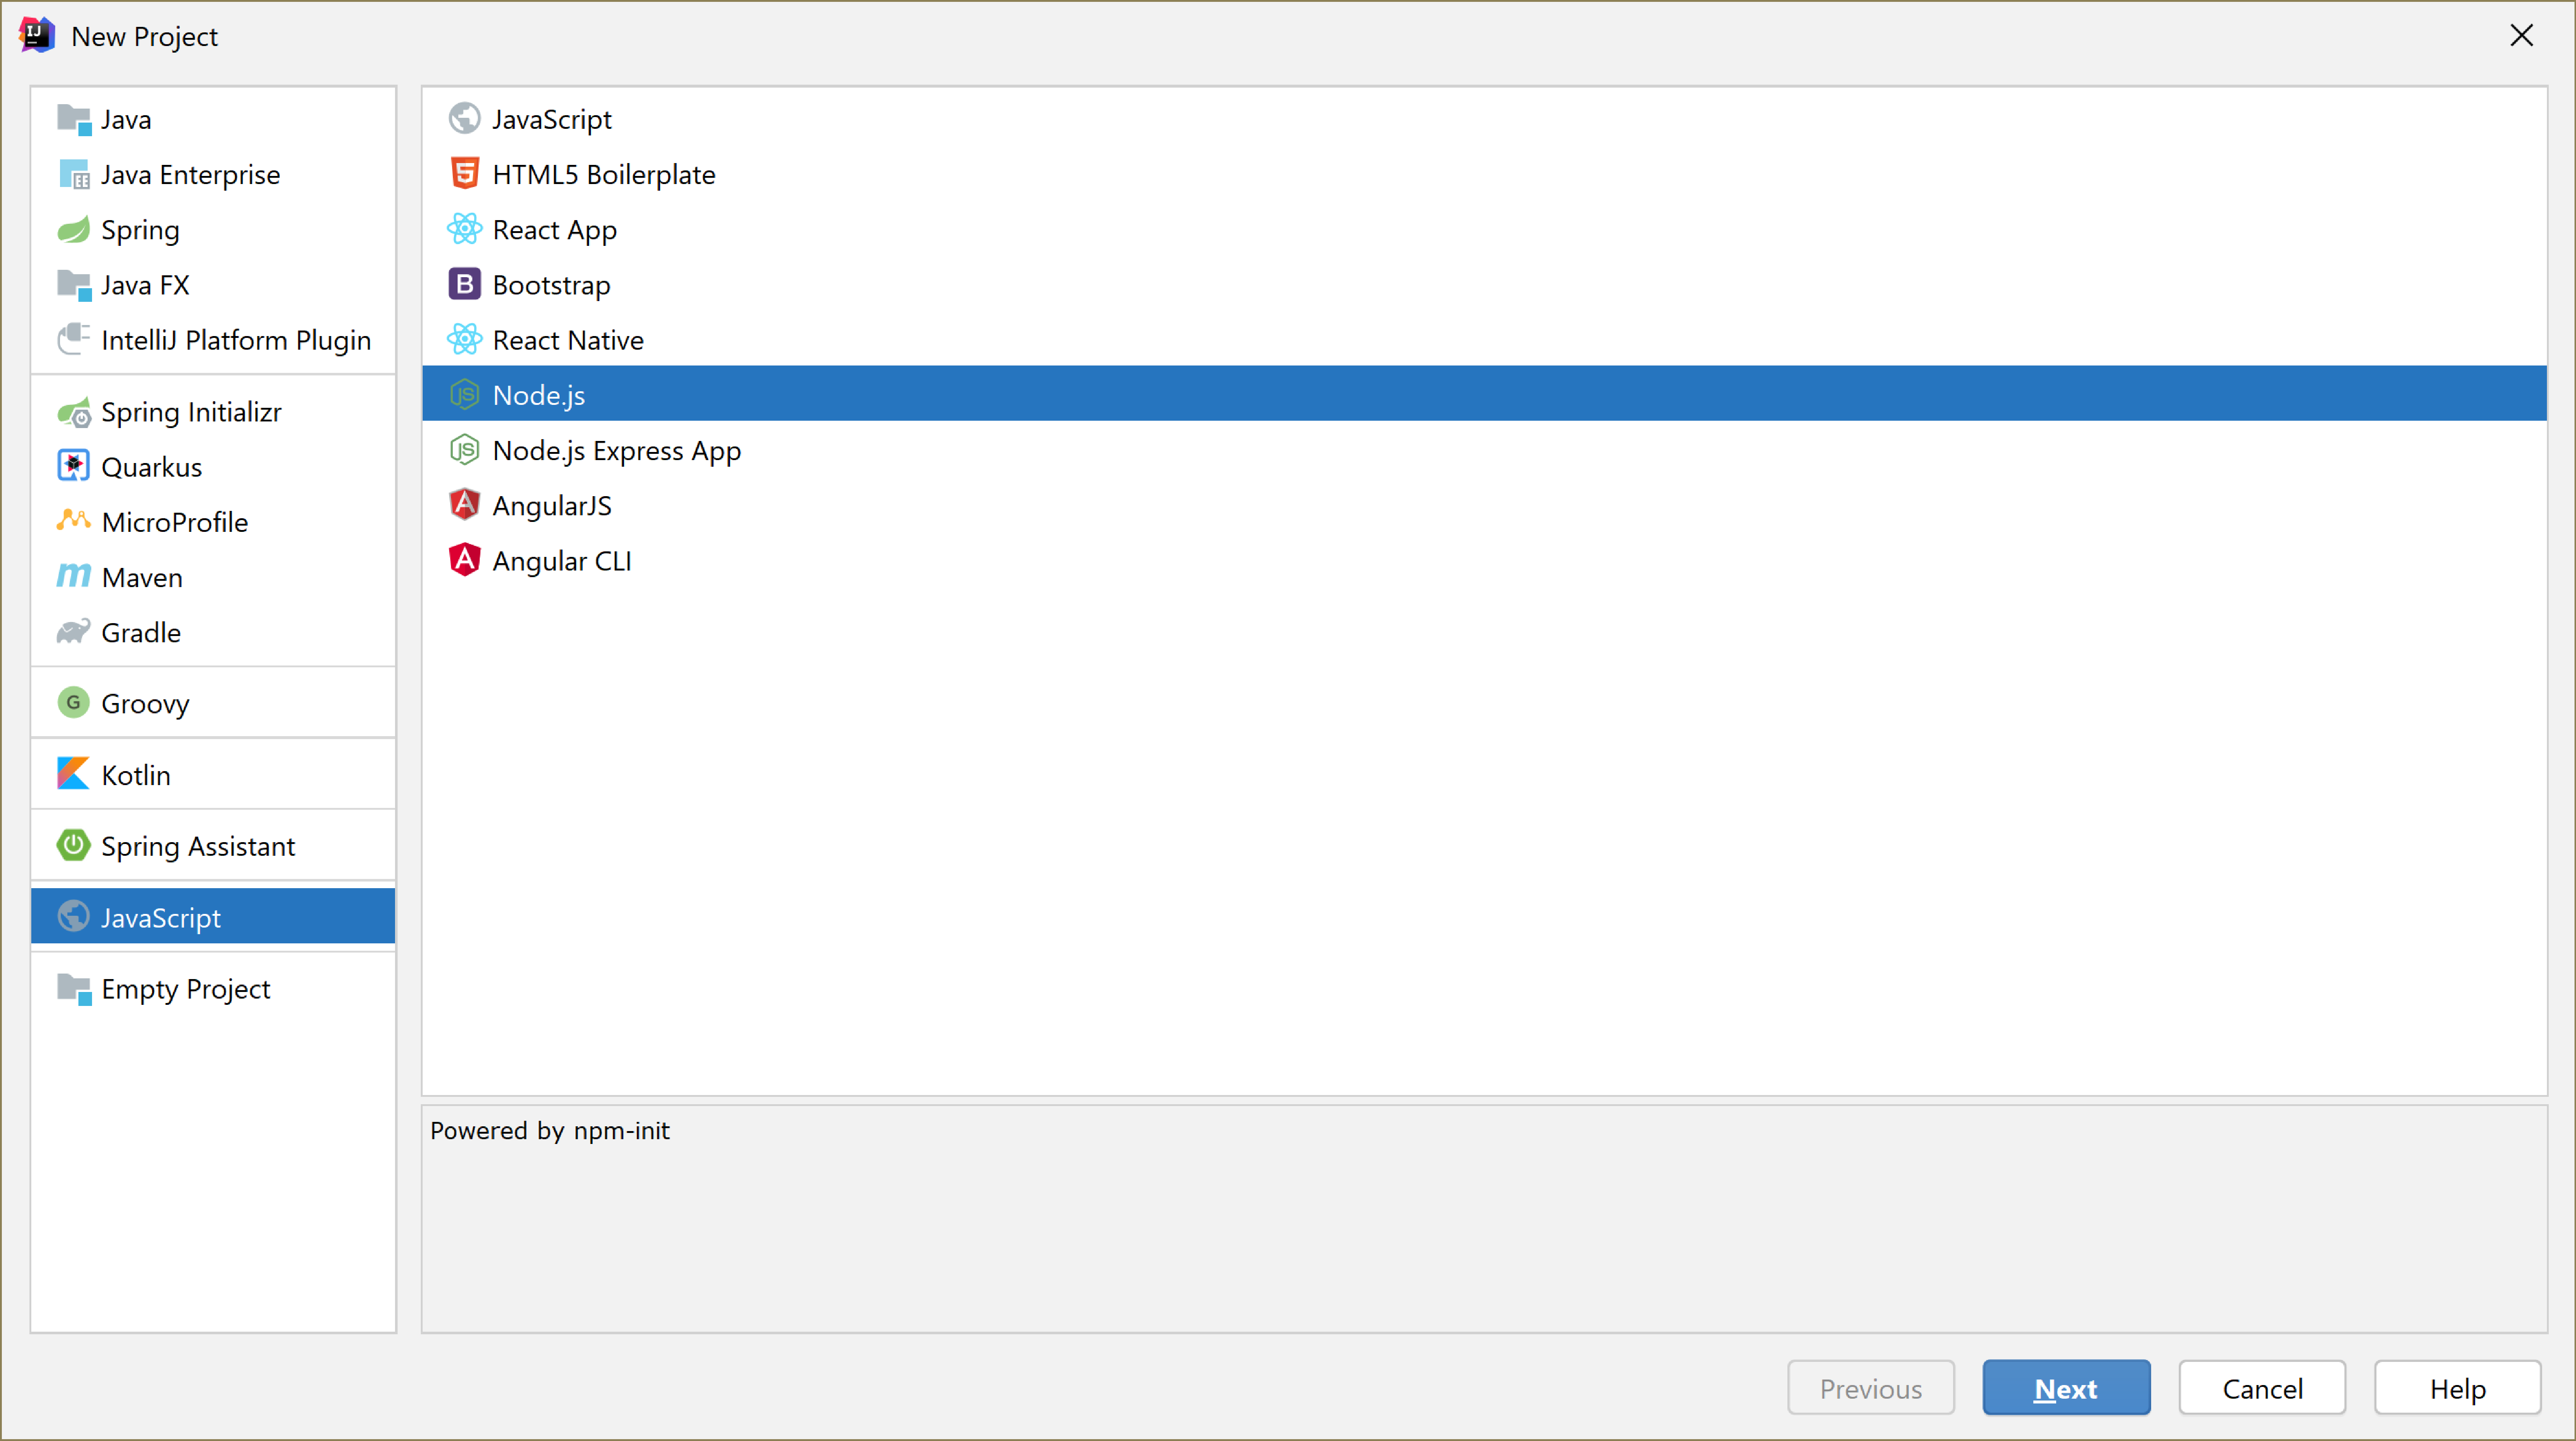 New Project
Java
Java Enterprise
Spring
Java FX
IntelliJ Platform Plugin
Spring Initializr
Quarkus
MicroProfile
Maven
Gradle
Groovy
Kotlin
Spring Assistant
JavaScript
Empty Project
JavaScript
HTML5 Boilerplate
React App
Bootstrap
React Native
Node.js
Node.js Express App
AngularJS
Angular CLI
Powered by npm-init
Previous
Next
Cancel
Help